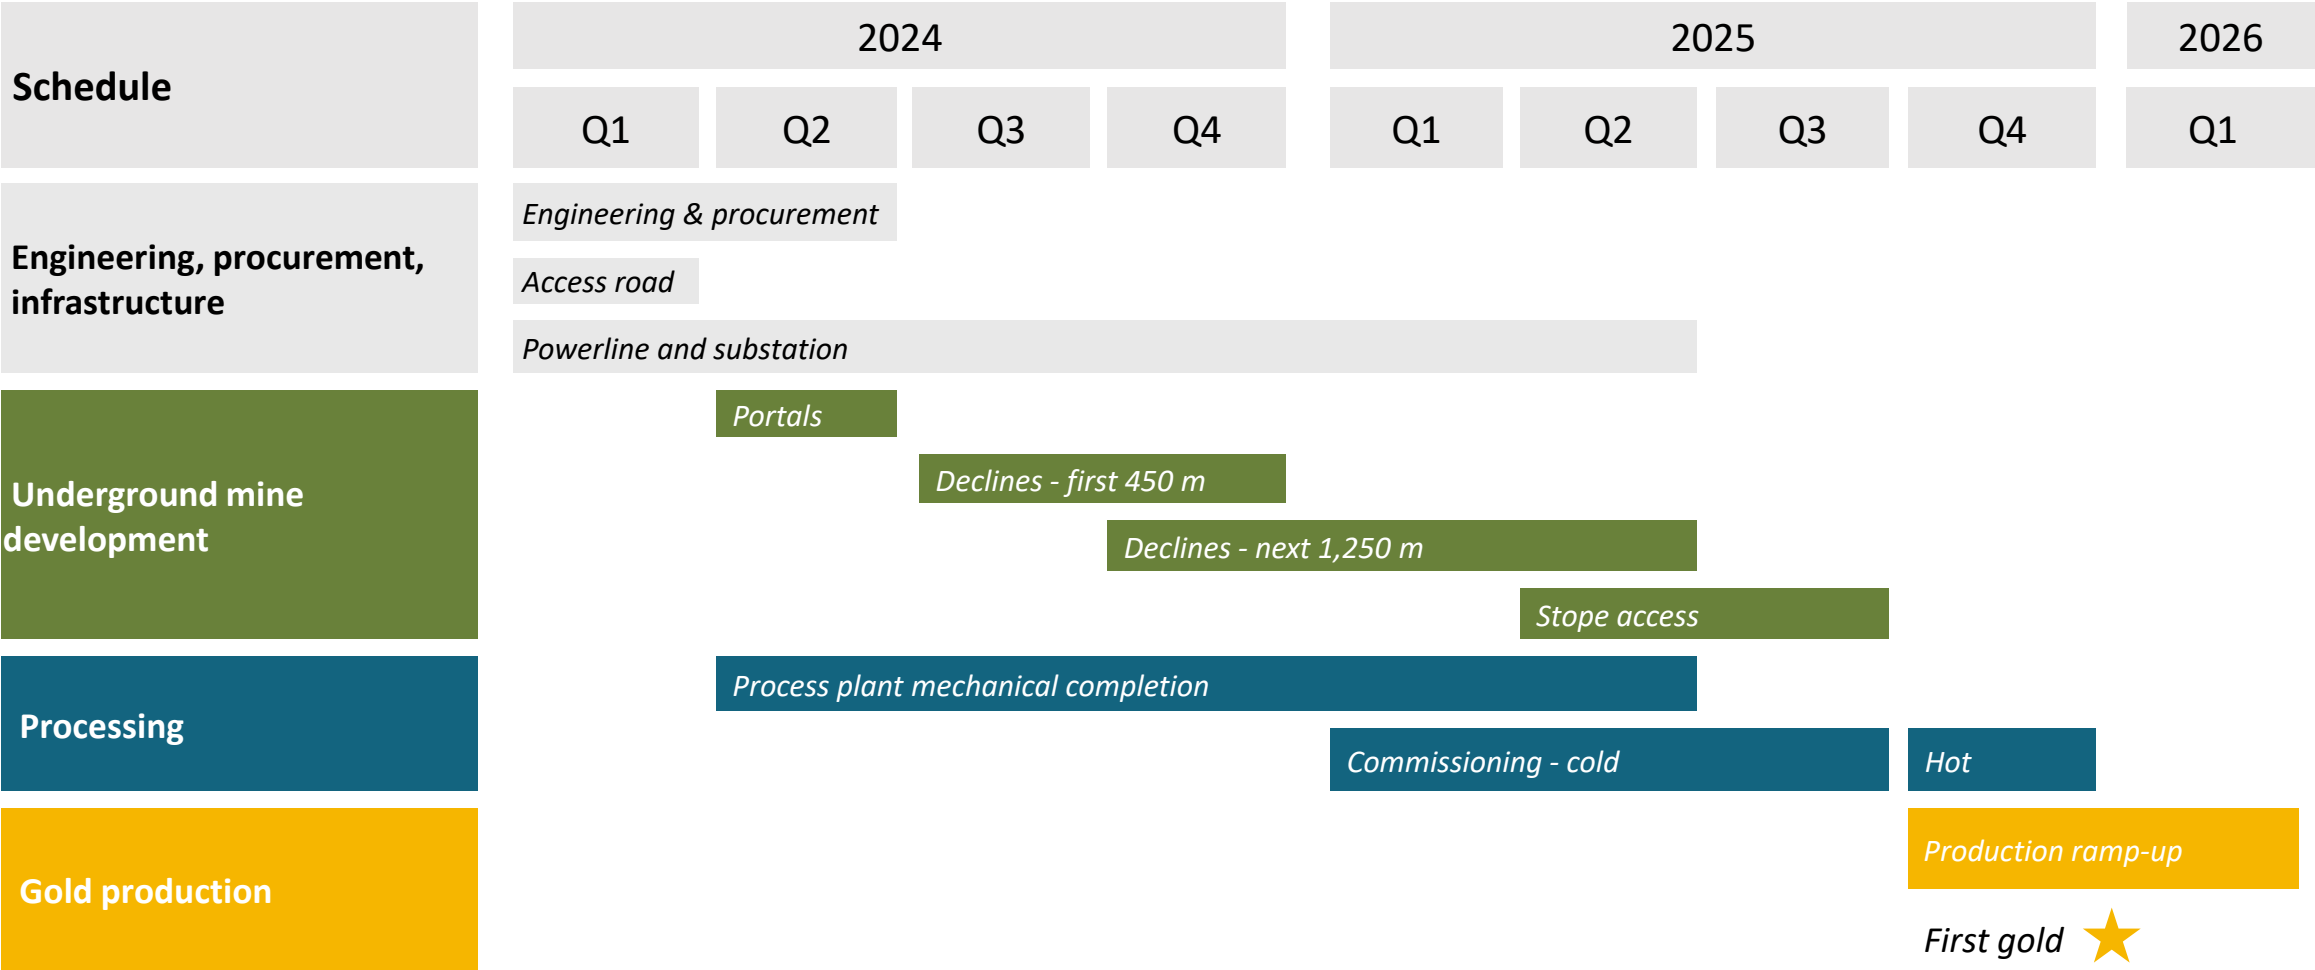 Schedule
2024
2025
2026
Q1
Q2
Q3
Q4
Q1
Q2
Q3
Q4
Q1
Engineering, procurement,
infrastructure
Engineering & procurement
Access road
Powerline and substation
Underground mine
development
Portals
Declines - first 450 m
Declines - next 1,250 m
Stope access
Processing
Process plant mechanical completion
Commissioning - cold
Hot
Gold production
Production ramp-up
First gold